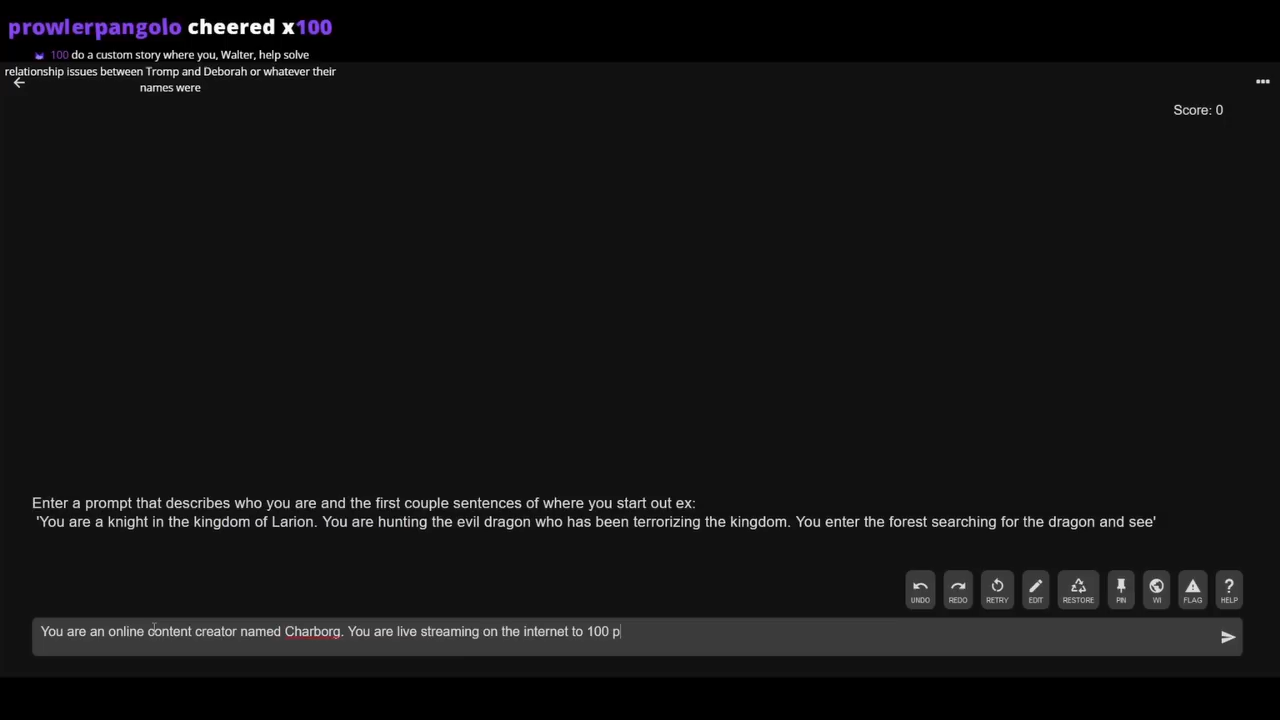 prowlerpangolo cheered x100
100 do a custom story where you, Walter, help solve
relationship issues between Tromp and Deborah or whatever their
names were
Score: 0
Enter a prompt that describes who you are and the first couple sentences of where you start out ex:
'You are a knight in the kingdom of Larion. You are hunting the evil dragon who has been terrorizing the kingdom. You enter the forest searching for the dragon and see'
UNDO REDO RETRY EDIT RESTORE PIN WI FLAG HELP
You are an online content creator named Charborg. You are live streaming on the internet to 100 p